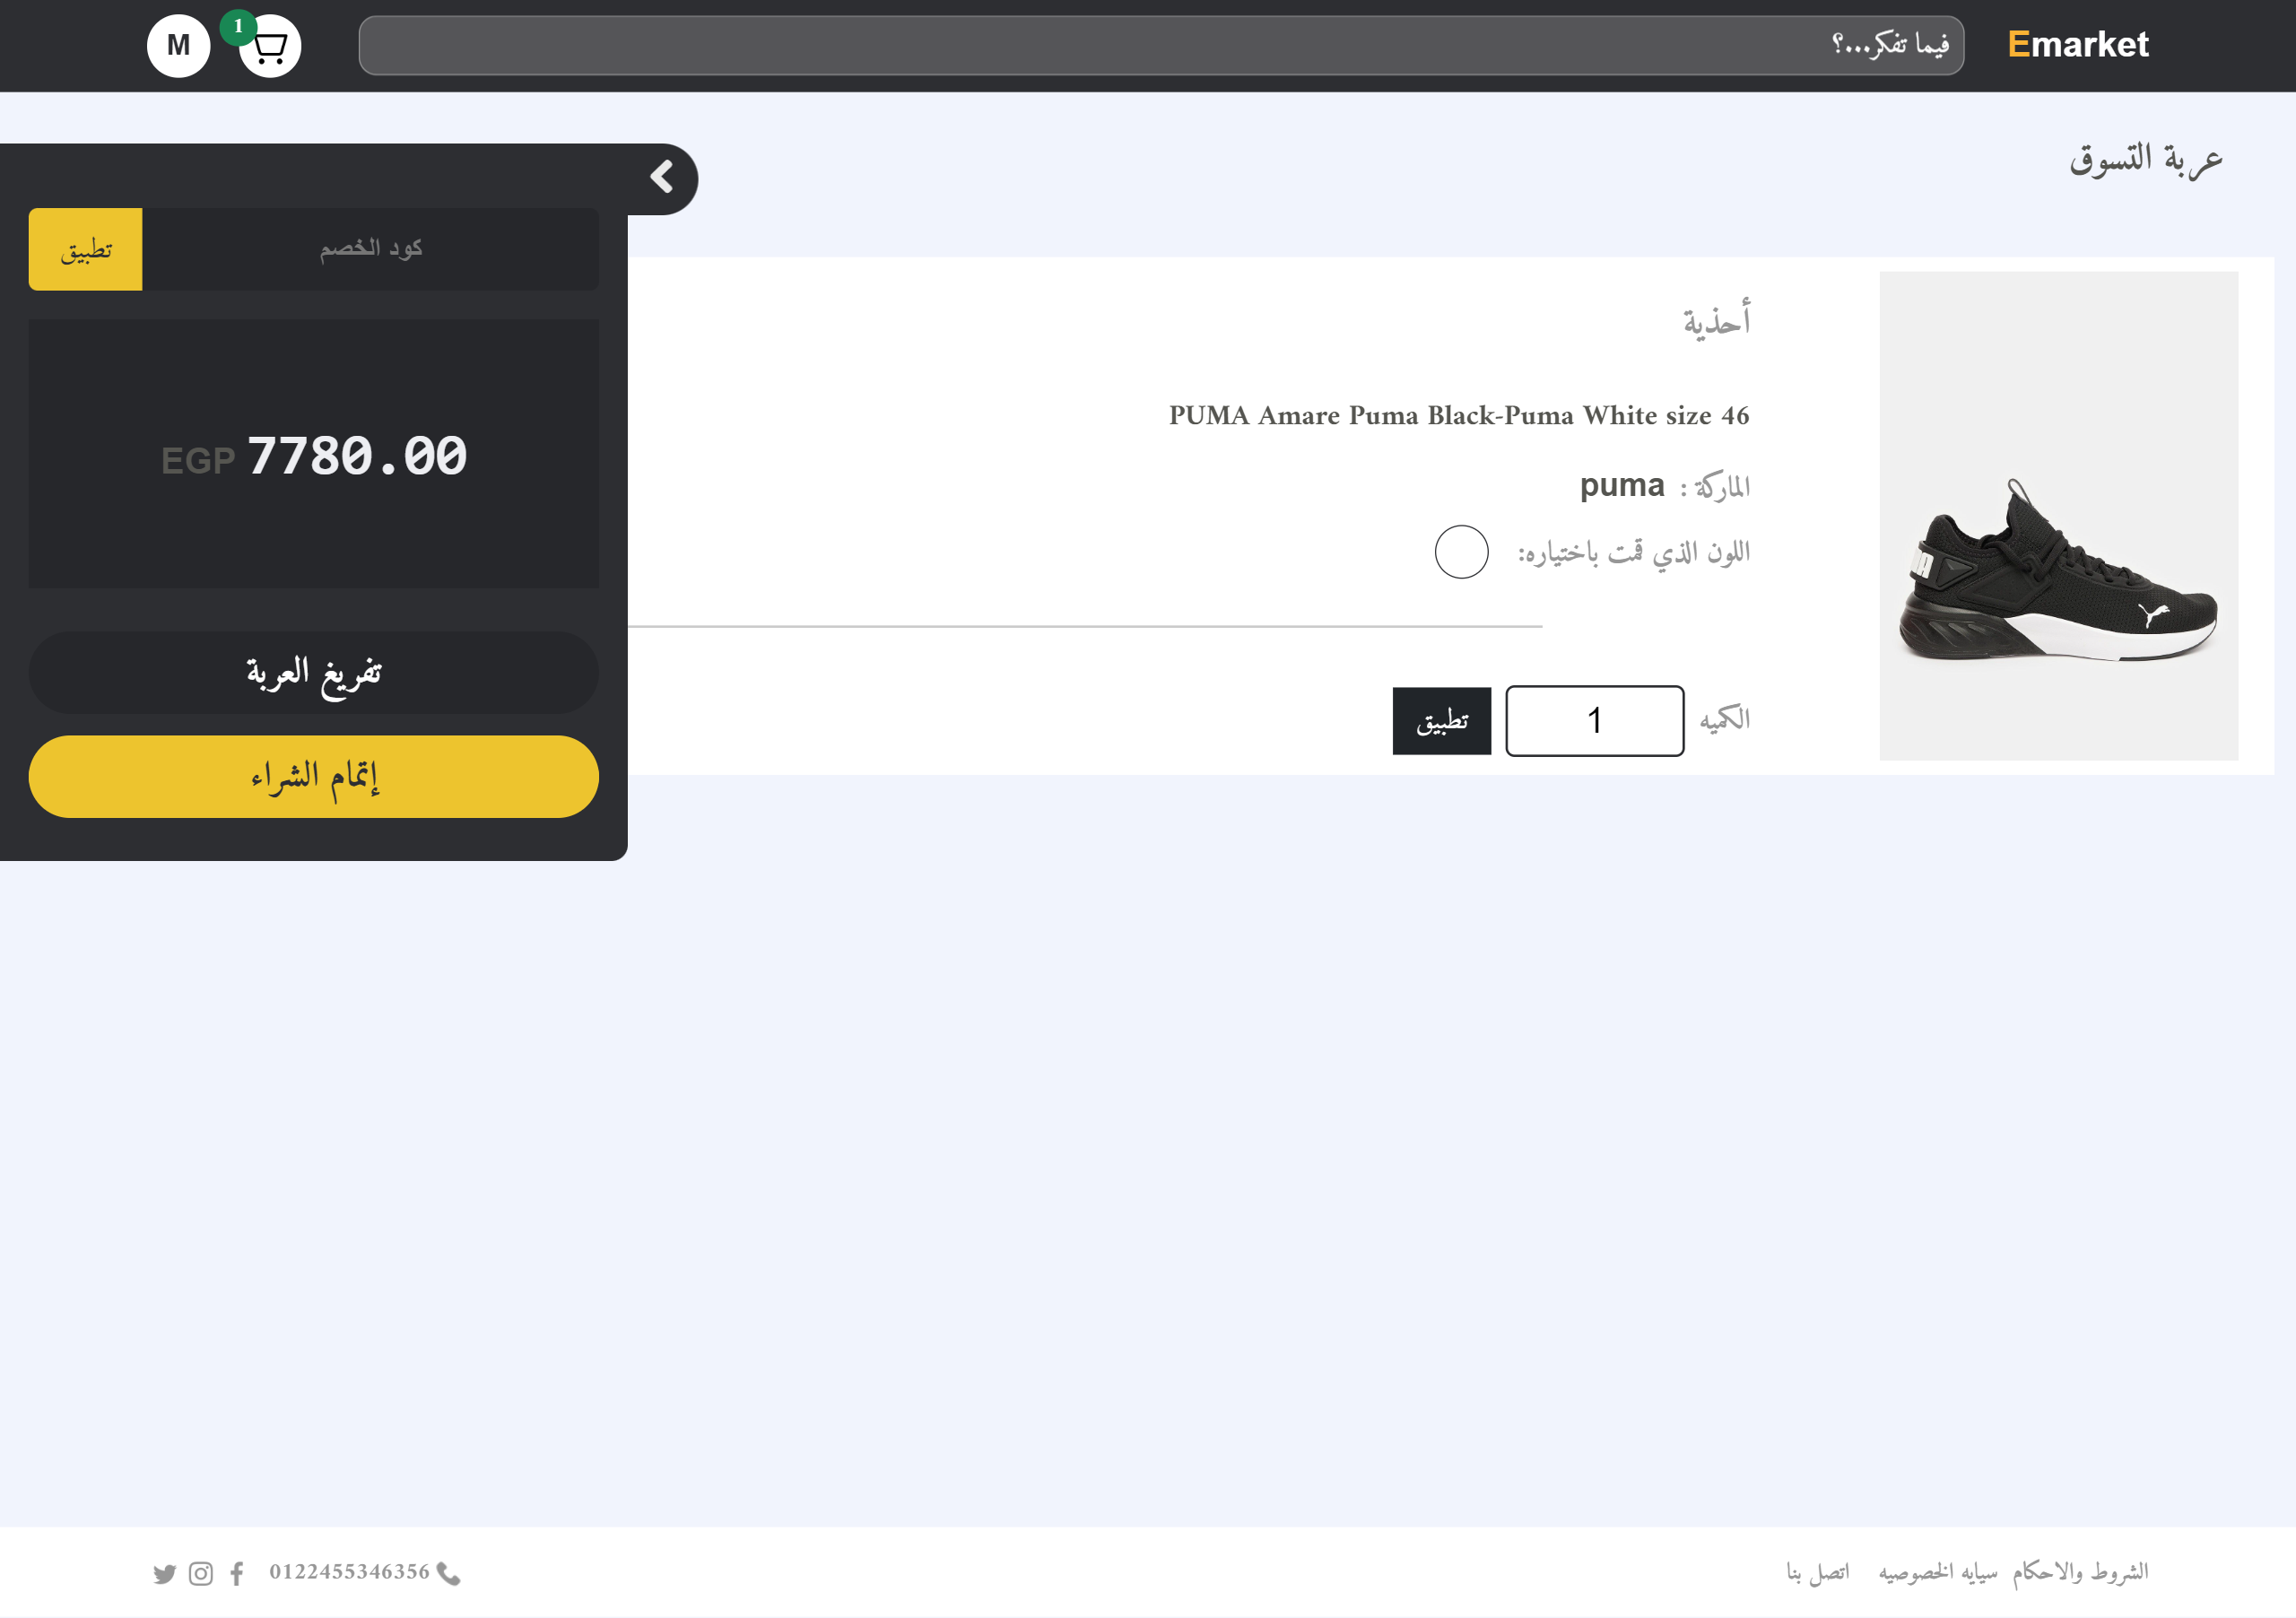 Emarket
فيما تفكر...؟
1
M
عربة التسوق
أحذية
PUMA Amare Puma Black-Puma White size 46
الماركة : puma
اللون الذي قمت باختياره:
الكميه 1 تطبيق
كود الخصم تطبيق
EGP 7780.00
تفريغ العربة
إتمام الشراء
الشروط والاحكام سيايه الخصوصيه اتصل بنا
0122455346356